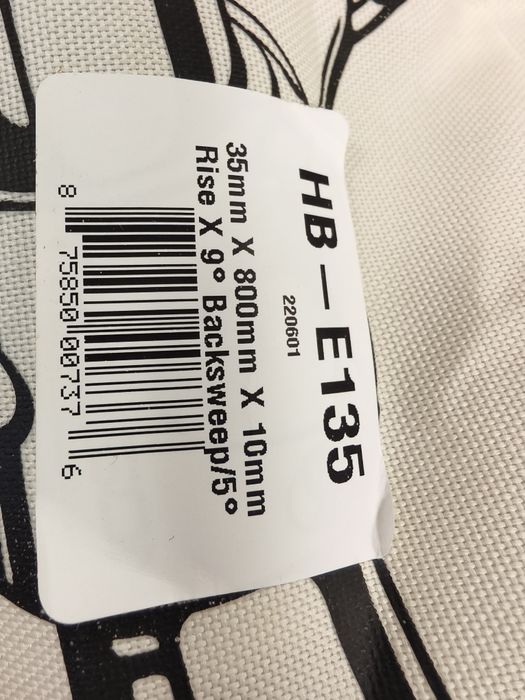 HB-E135
220601
35mm X 800mm X 10mm
Rise X 9° Backsweep/5°
8 75850 00737 6